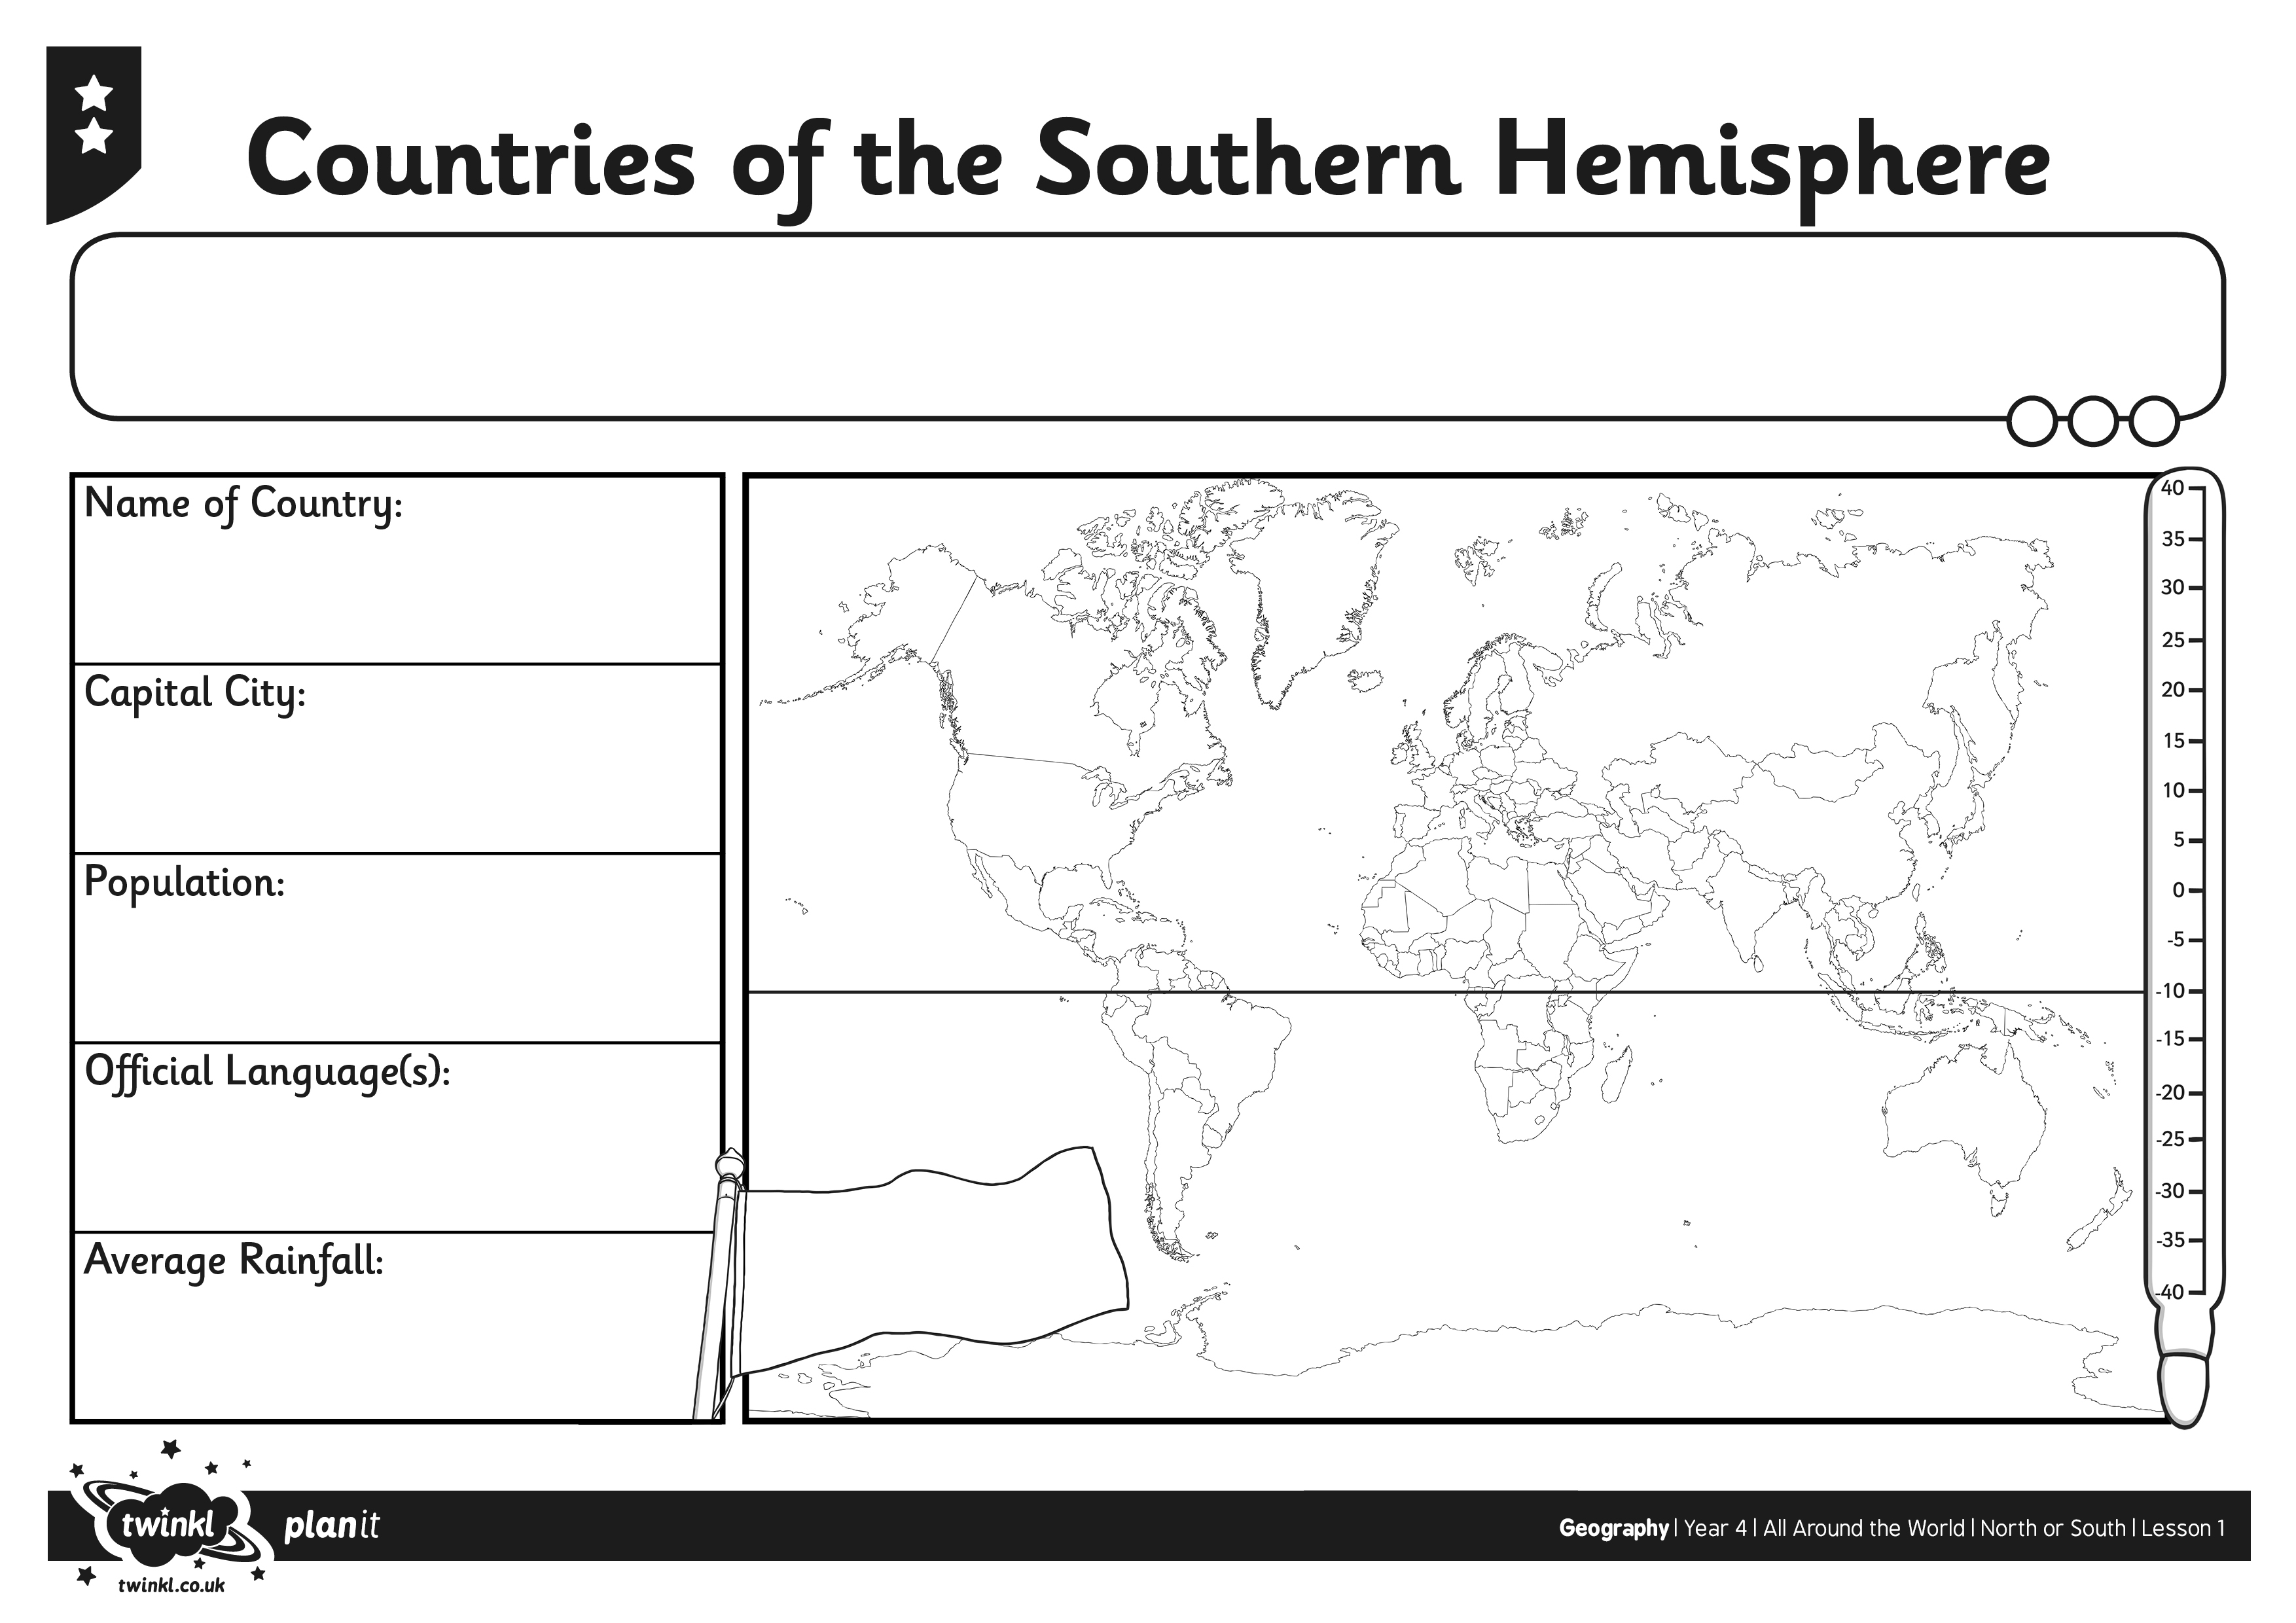 Countries of the Southern Hemisphere
Name of Country:
Capital City:
Population:
Official Language(s):
Average Rainfall:
40
35
30
25
20
15
10
5
0
-5
-10
-15
-20
-25
-30
-35
-40
twinkl
planit
twinkl.co.uk
Geography | Year 4 | All Around the World | North or South | Lesson 1